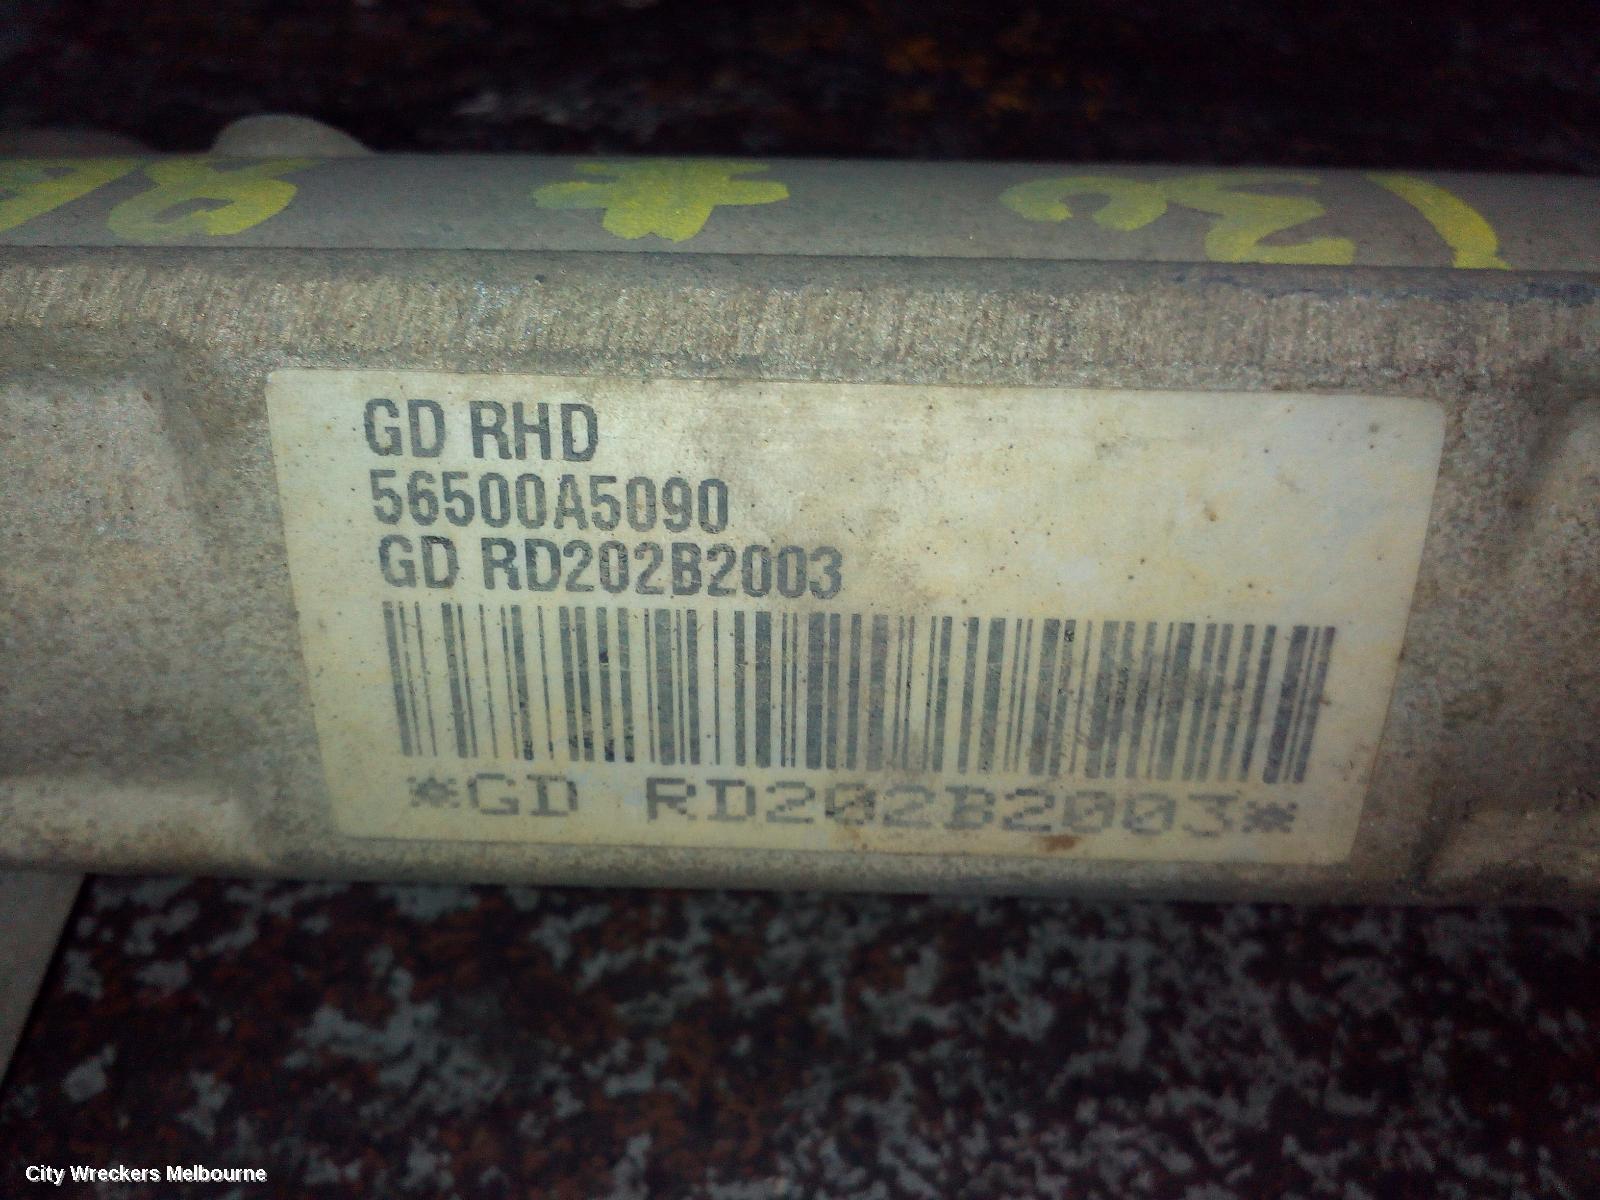 GD RHD
56500A5090
GD RD202B2003
*GD RD202B2003*
City Wreckers Melbourne